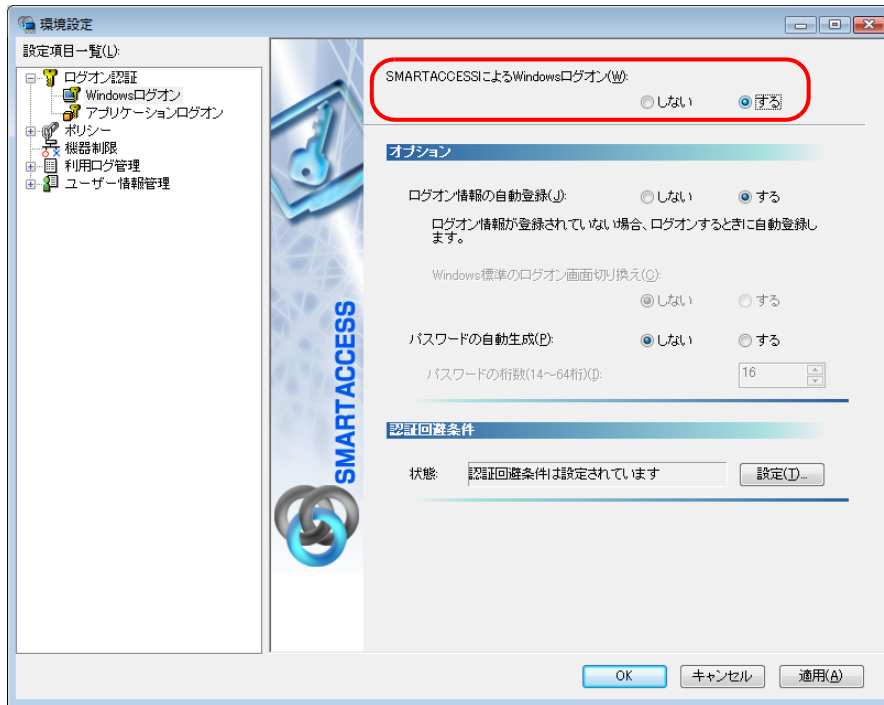 環境設定
設定項目一覧(L):
ログオン認証
Windowsログオン
アプリケーションログオン
ポリシー
機器制限
利用ログ管理
ユーザー情報管理
SMARTACCESS
SMARTACCESSによるWindowsログオン(W):
しない する
オプション
ログオン情報の自動登録(J): しない する
ログオン情報が登録されていない場合、ログオンするときに自動登録し
ます。
Windows標準のログオン画面切り換え(C):
しない する
パスワードの自動生成(P): しない する
パスワードの桁数(14～64桁)(I): 16
認証回避条件
状態: 認証回避条件は設定されています 設定(T)...
OK キャンセル 適用(A)